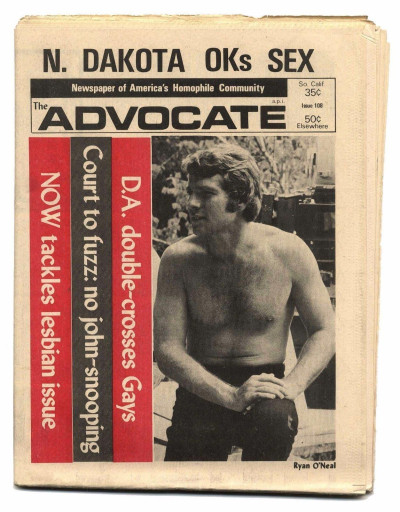 N. DAKOTA OKs SEX
Newspaper of America's Homophile Community
So. Calif.
35¢
Issue 108
50¢
Elsewhere
a.p.i.
The ADVOCATE
D.A. double-crosses Gays
Court to fuzz: no john-snooping
NOW tackles lesbian issue
Ryan O'Neal